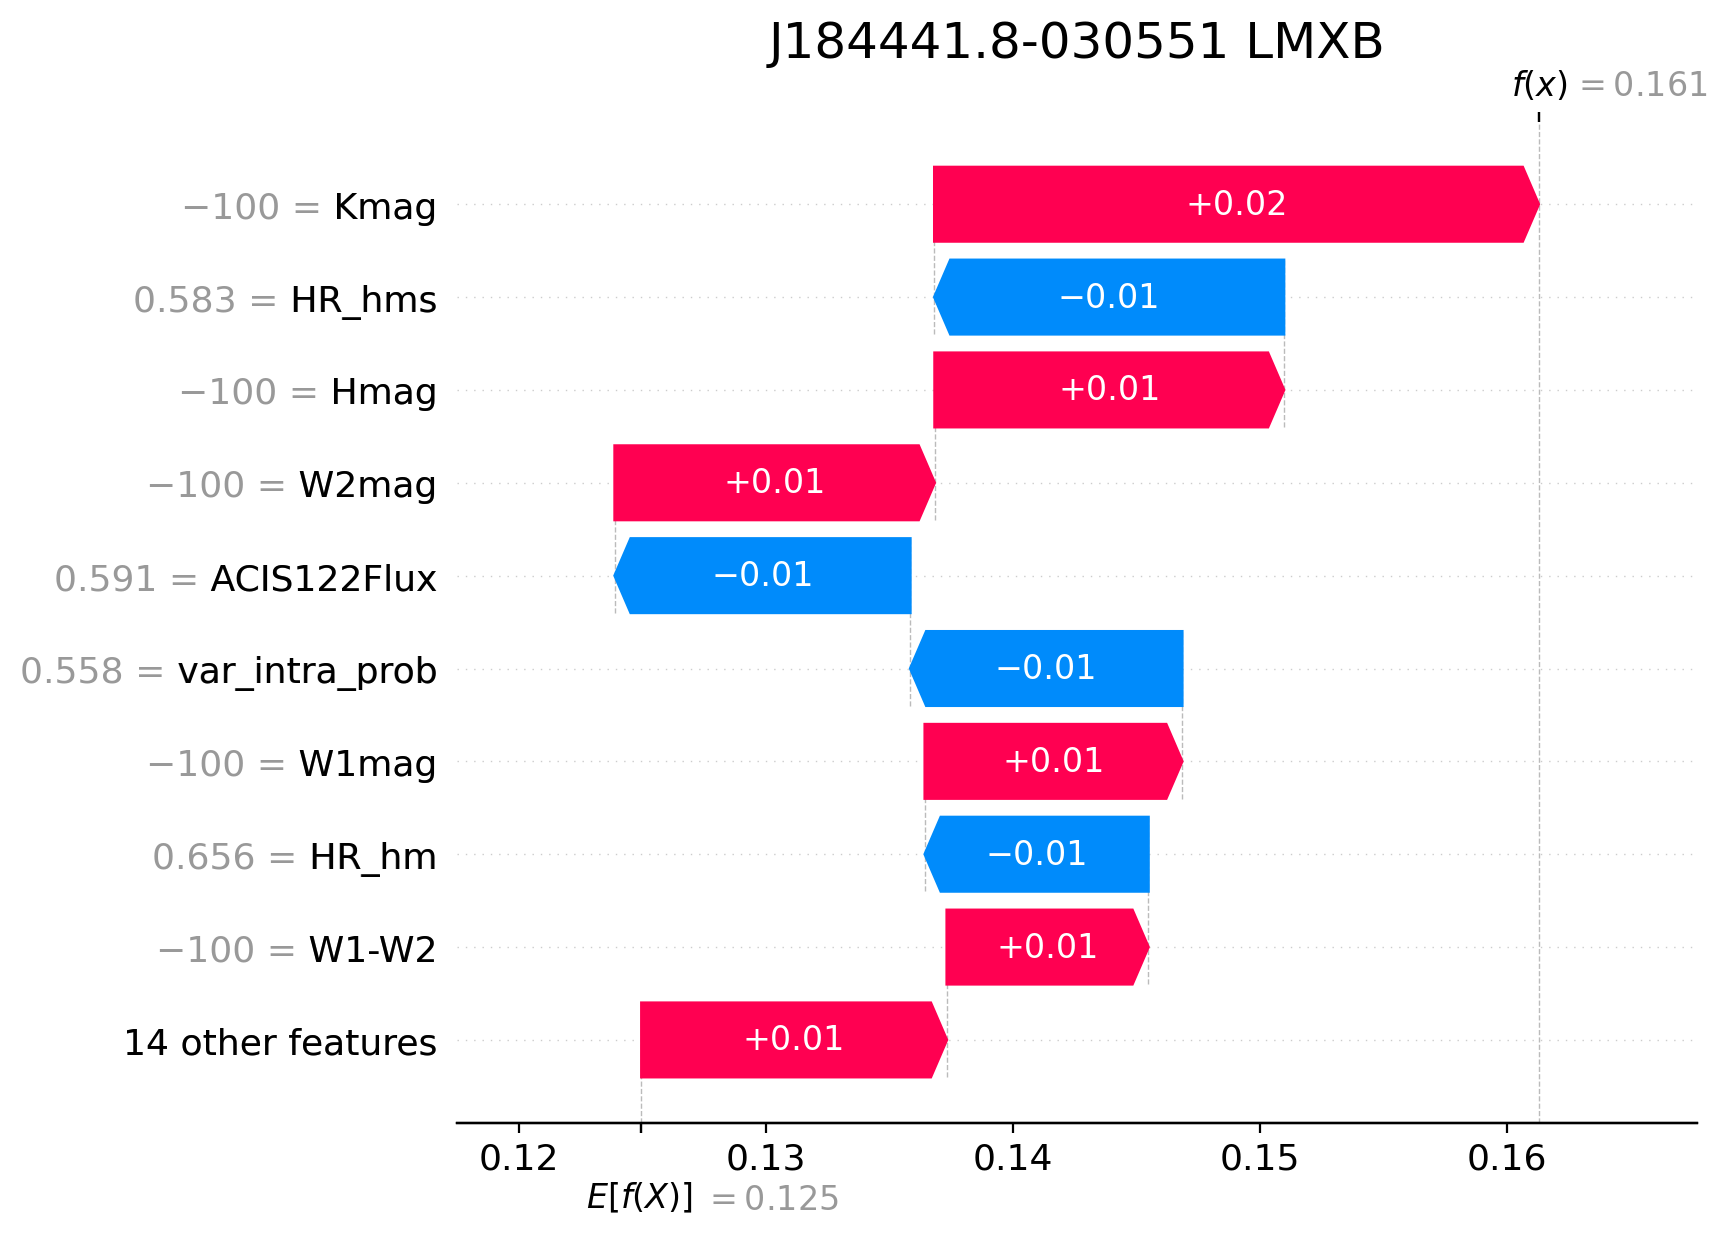 J184441.8-030551 LMXB
f(x) = 0.161
−100 = Kmag +0.02
0.583 = HR_hms −0.01
−100 = Hmag +0.01
−100 = W2mag +0.01
0.591 = ACIS122Flux −0.01
0.558 = var_intra_prob −0.01
−100 = W1mag +0.01
0.656 = HR_hm −0.01
−100 = W1-W2 +0.01
14 other features +0.01
0.12 0.13 0.14 0.15 0.16
E[f(X)] = 0.125